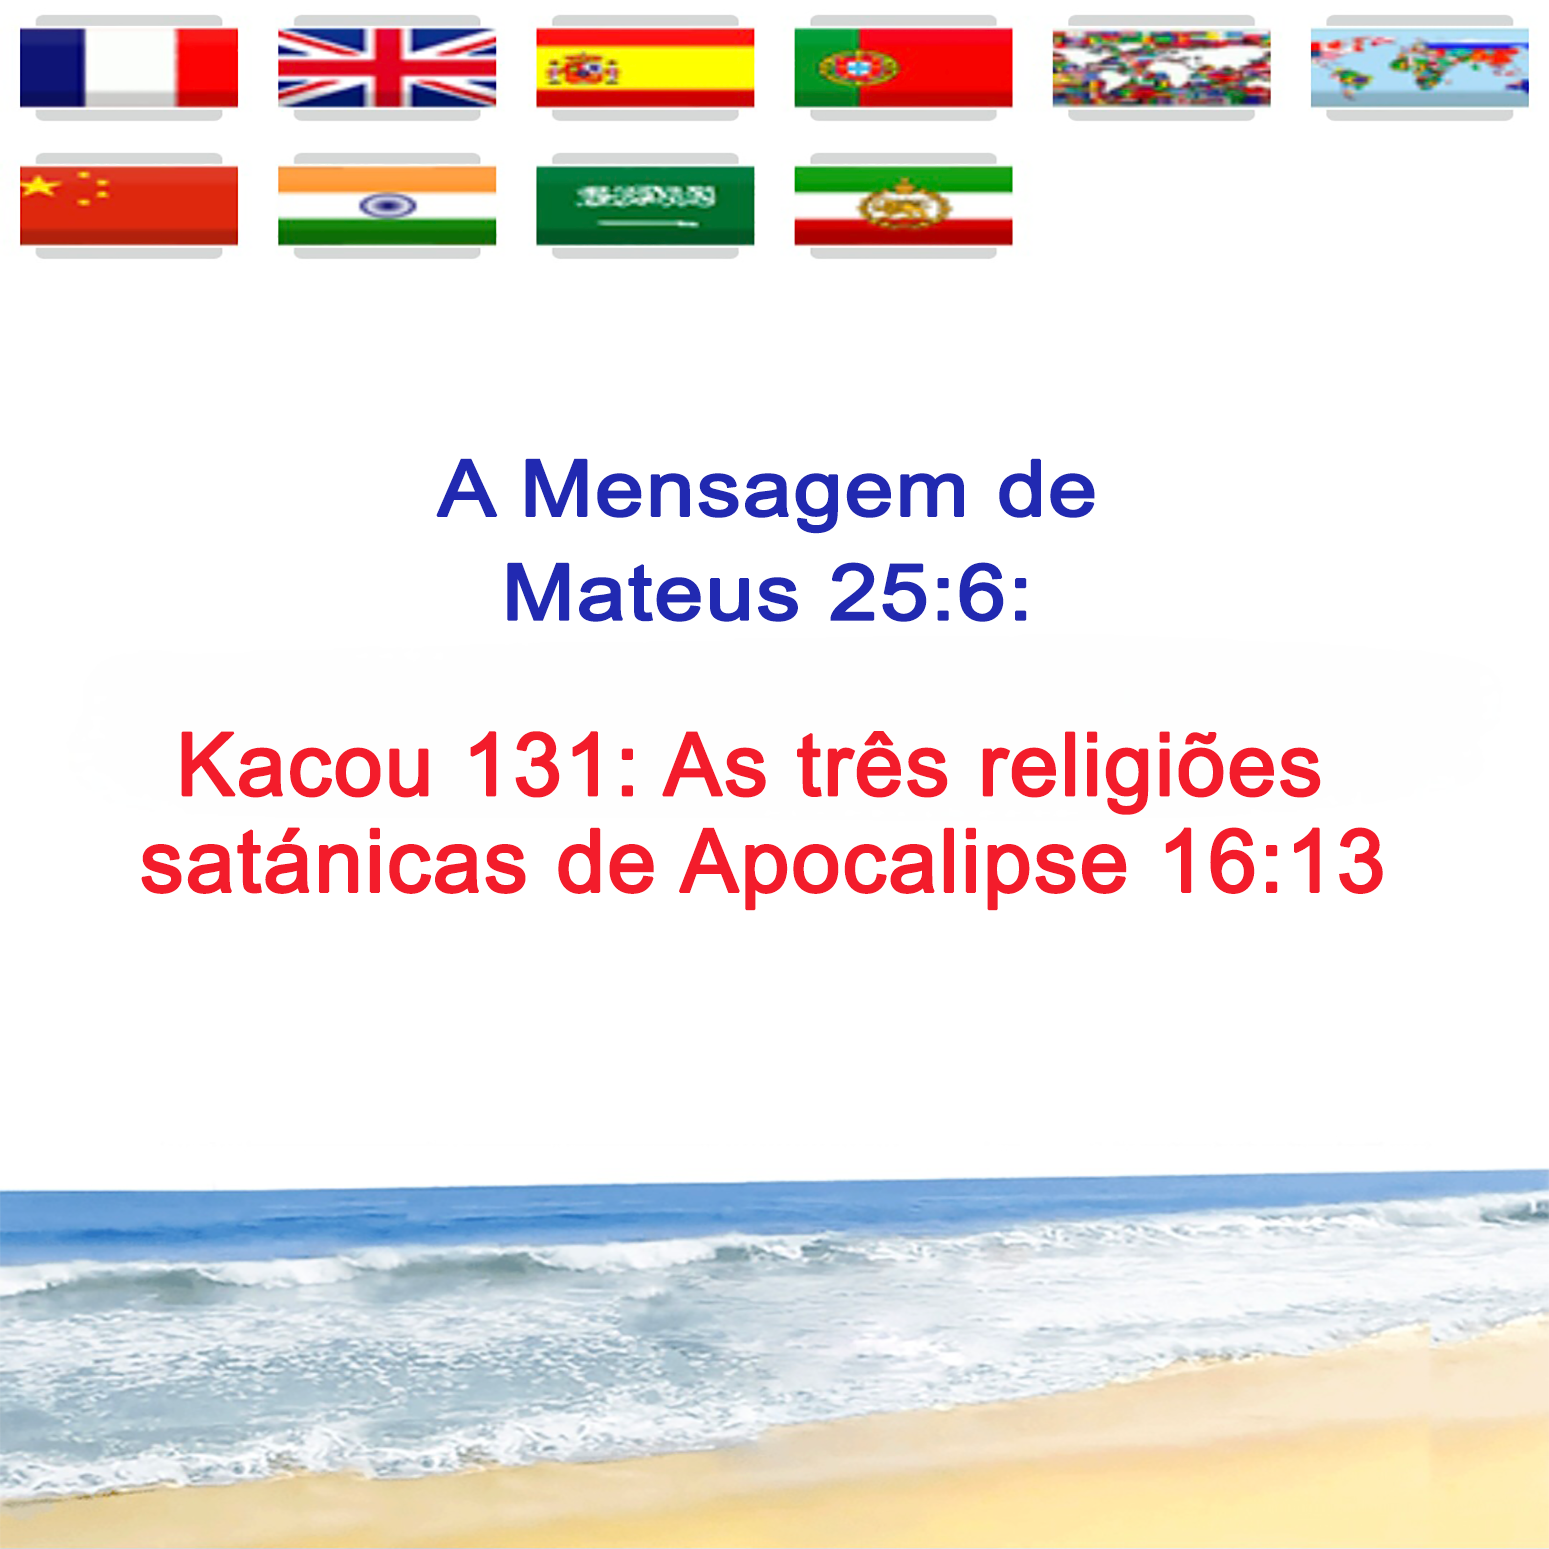 A Mensagem de
Mateus 25:6:
Kacou 131: As três religiões
satánicas de Apocalipse 16:13